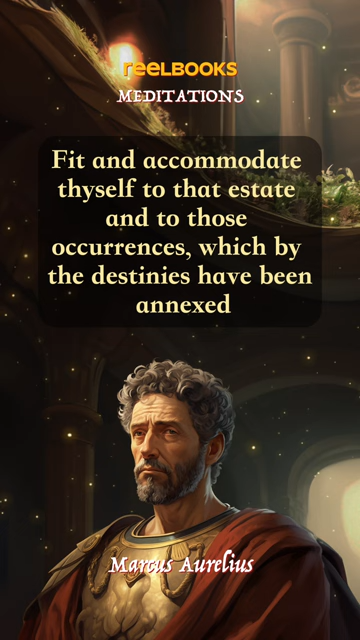 reelBOOKS
MEDITATIONS
Fit and accommodate
thyself to that estate
and to those
occurrences, which by
the destinies have been
annexed
Marcus Aurelius